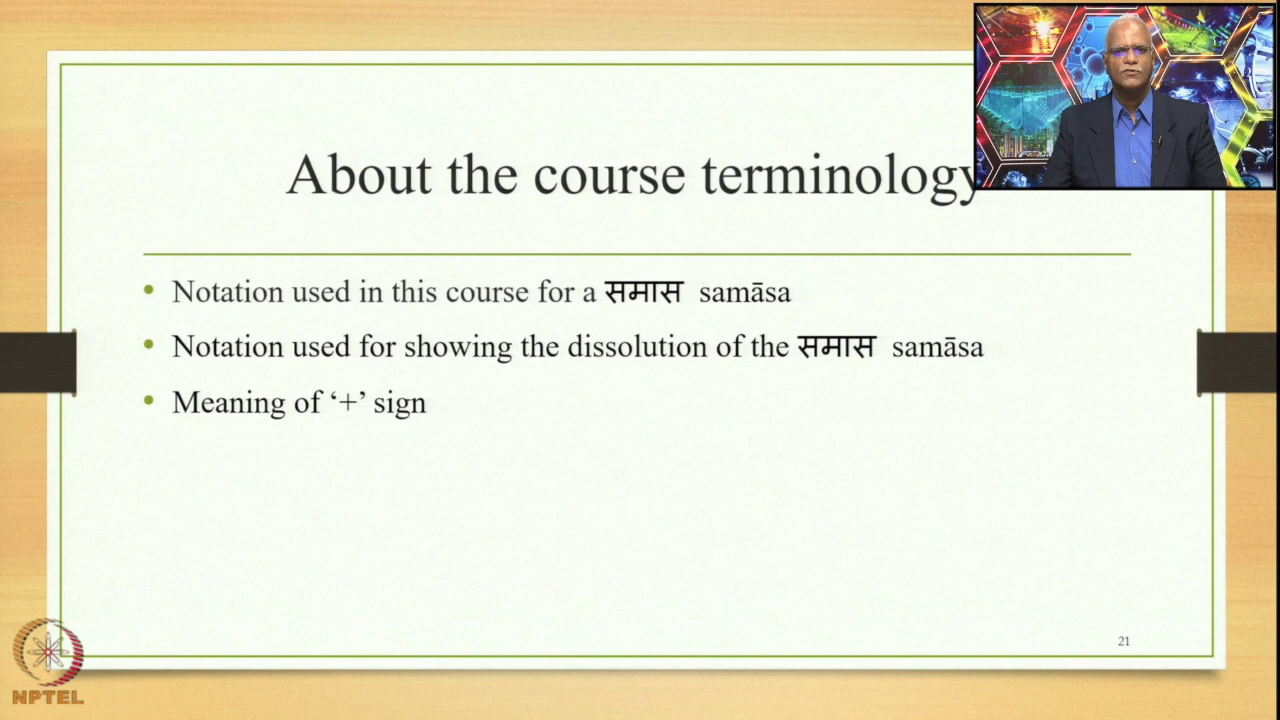 About the course terminology
Notation used in this course for a समास samāsa
Notation used for showing the dissolution of the समास samāsa
Meaning of ‘+’ sign
21
NPTEL